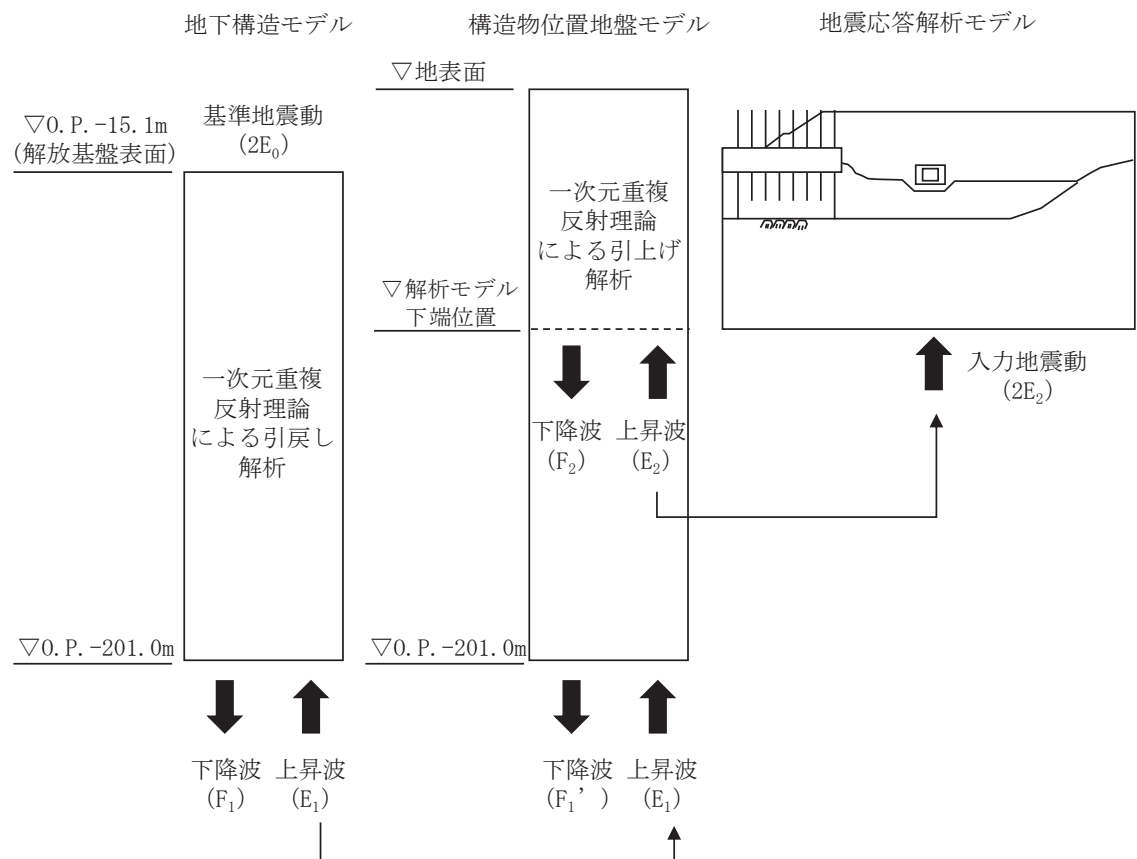 地下構造モデル
▽O.P.-15.1m
(解放基盤表面)
基準地震動
(2E₀)
一次元重複
反射理論
による引戻し
解析
▽O.P.-201.0m
下降波
(F₁)
上昇波
(E₁)
構造物位置地盤モデル
▽地表面
一次元重複
反射理論
による引上げ
解析
▽解析モデル
下端位置
下降波
(F₂)
上昇波
(E₂)
▽O.P.-201.0m
下降波
(F₁’)
上昇波
(E₁)
地震応答解析モデル
入力地震動
(2E₂)